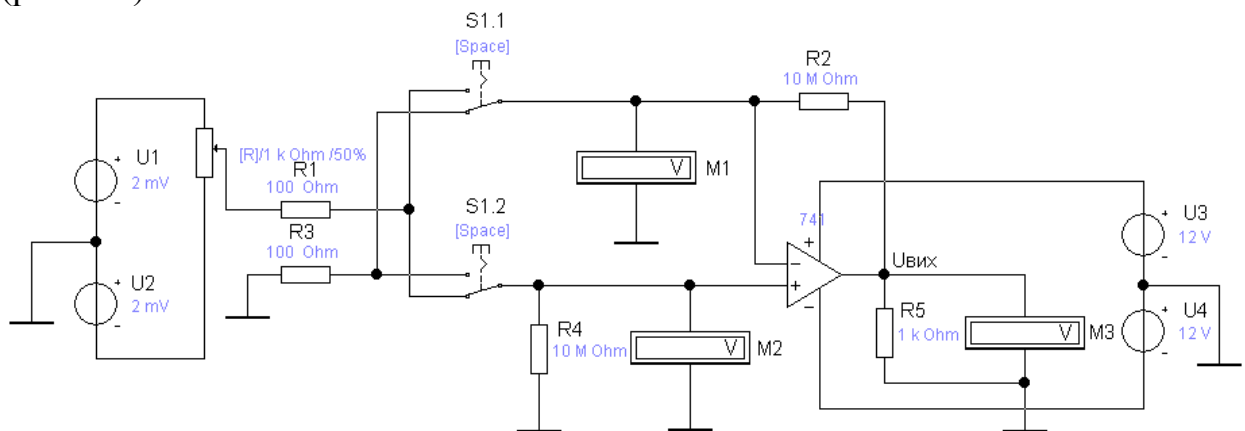 S1.1
[Space]
R2
10 M Ohm
U1
2 mV
[R]/1 k Ohm /50%
R1
100 Ohm
V
M1
S1.2
[Space]
R3
100 Ohm
741
U3
12 V
U2
2 mV
Uвих
R4
10 M Ohm
V
M2
R5
1 k Ohm
V
M3
U4
12 V